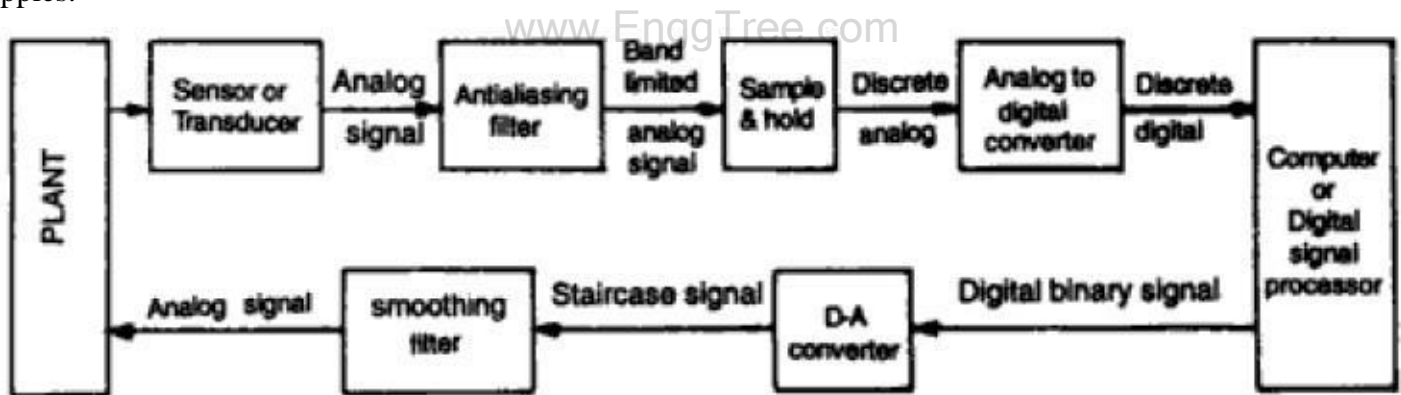 www.EnggTree.com
PLANT
Sensor or
Transducer
Analog
signal
Antialiasing
filter
Band
limited
analog
signal
Sample
& hold
Discrete
analog
Analog to
digital
converter
Discrete
digital
Computer
or
Digital
signal
processor
Digital binary signal
D-A
converter
Staircase signal
smoothing
filter
Analog signal